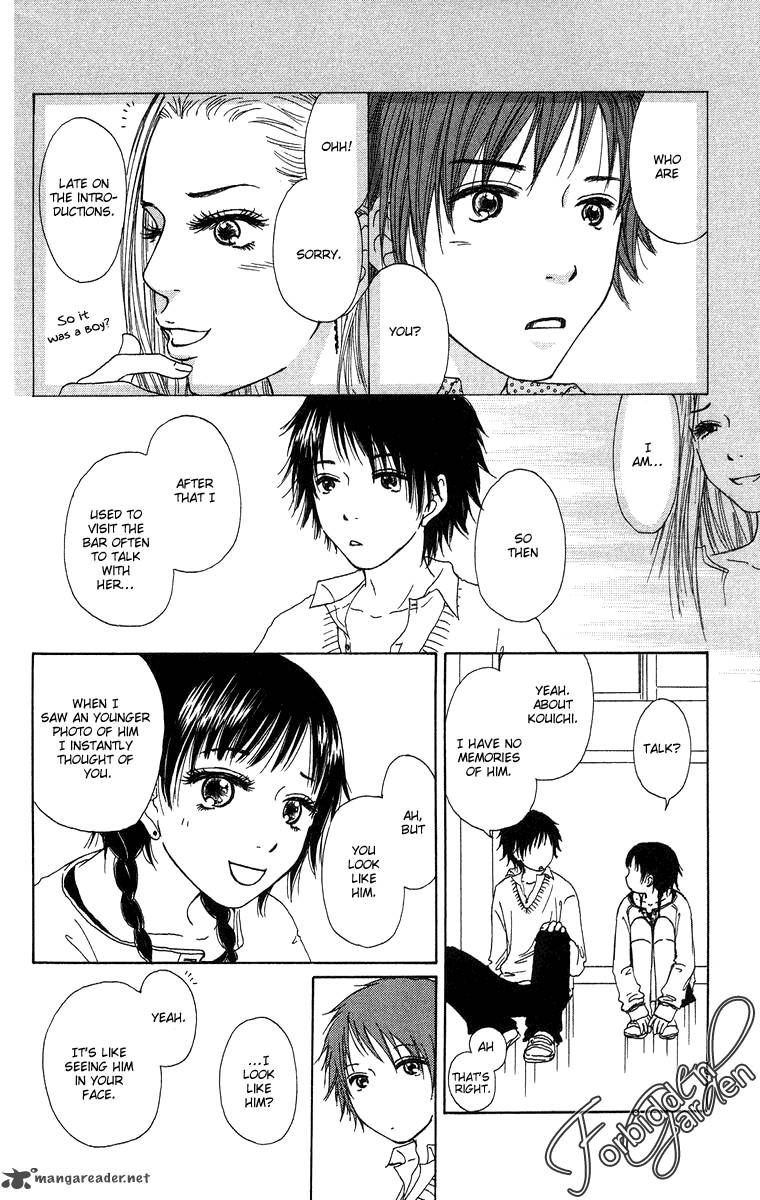 WHO
ARE
YOU?
OHH!
SORRY.
LATE ON
THE INTRO-
DUCTIONS.
So it
was a boy?
I
AM...
SO
THEN
AFTER
THAT I
USED TO
VISIT THE
BAR OFTEN
TO TALK
WITH
HER...
TALK?
YEAH.
ABOUT
KOUICHI.
I HAVE NO
MEMORIES
OF HIM.
AH
THAT'S
RIGHT.
AH,
BUT
YOU
LOOK
LIKE
HIM.
WHEN I
SAW AN YOUNGER
PHOTO OF HIM
I INSTANTLY
THOUGHT OF
YOU.
...I
LOOK
LIKE
HIM?
YEAH.
IT'S LIKE
SEEING HIM
IN YOUR
FACE.
Forbidden
Garden
mangareader.net